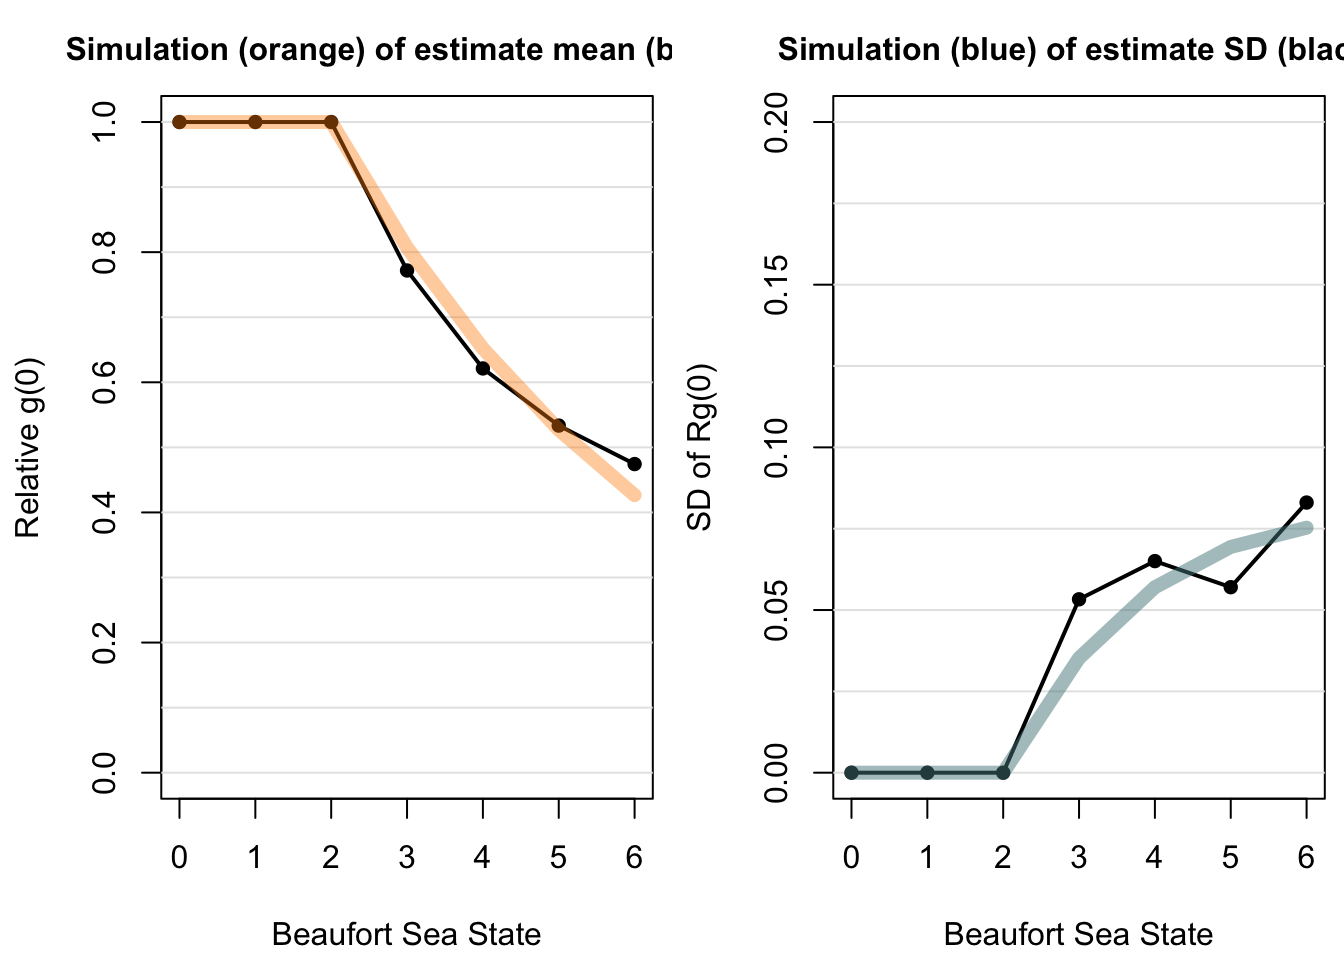 Simulation (orange) of estimate mean (b
1.0
0.8
0.6
0.4
0.2
0.0
Relative g(0)
0 1 2 3 4 5 6
Beaufort Sea State
Simulation (blue) of estimate SD (blac
0.20
0.15
0.10
0.05
0.00
SD of Rg(0)
0 1 2 3 4 5 6
Beaufort Sea State